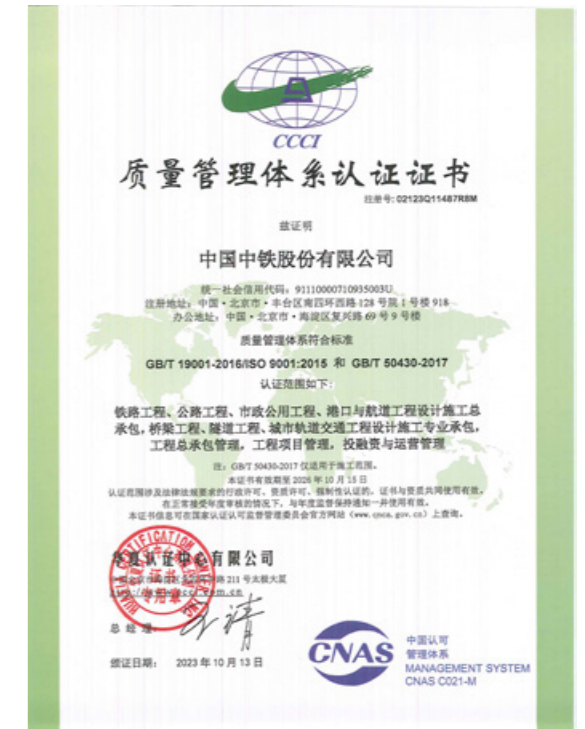 CCCI
质量管理体系认证证书
注册号: 02123Q11487R8M
兹证明
中国中铁股份有限公司
统一社会信用代码：91110000710935003U
注册地址：中国·北京市·丰台区南四环西路 128 号院 1 号楼 918
办公地址：中国·北京市·海淀区复兴路 69 号 9 号楼
质量管理体系符合标准
GB/T 19001-2016/ISO 9001:2015 和 GB/T 50430-2017
认证范围如下：
铁路工程、公路工程、市政公用工程、港口与航道工程设计施工总
承包，桥梁工程、隧道工程、城市轨道交通工程设计施工专业承包，
工程总承包管理，工程项目管理，投融资与运营管理
注：GB/T 50430-2017 仅适用于施工范围。
本证书有效期至 2026 年 10 月 18 日
认证范围涉及法律法规要求的行政许可、资质许可、强制性认证的，证书与资质共同使用有效。
在正常接受年度审核的情况下，与年度监督保持通知一并使用有效。
本证书信息可在国家认证认可监督管理委员会官方网站（www.cnca.gov.cn）上查询。
华夏认证中心有限公司
211 号太极大厦
总经理：
颁证日期： 2023 年 10 月 13 日
CNAS
中国认可
管理体系
MANAGEMENT SYSTEM
CNAS C021-M